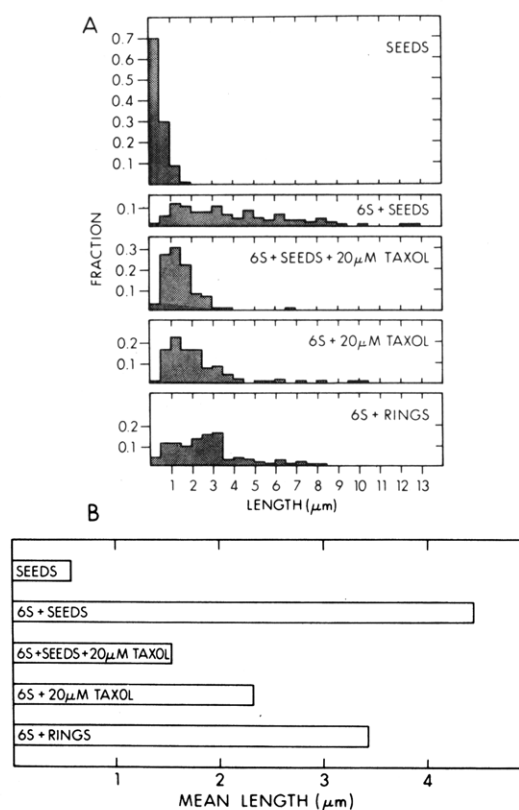 A
0.7
0.6
0.5
0.4
0.3
0.2
0.1
SEEDS
0.1
6S + SEEDS
0.3
0.2
0.1
6S + SEEDS + 20μM TAXOL
FRACTION
0.2
0.1
6S + 20μM TAXOL
0.2
0.1
6S + RINGS
1 2 3 4 5 6 7 8 9 10 11 12 13
LENGTH (μm)
B
SEEDS
6S + SEEDS
6S+SEEDS+20μM TAXOL
6S + 20μM TAXOL
6S + RINGS
1 2 3 4
MEAN LENGTH (μm)